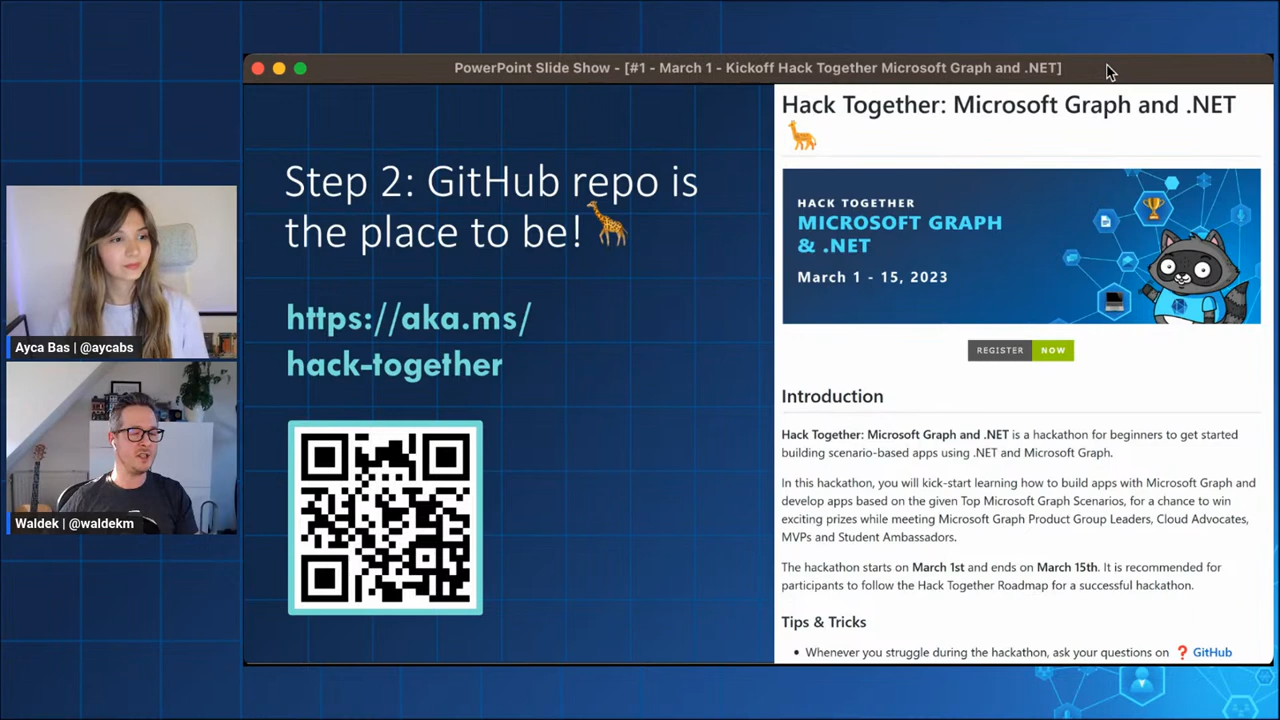 PowerPoint Slide Show - [#1 - March 1 - Kickoff Hack Together Microsoft Graph and .NET]
Step 2: GitHub repo is
the place to be!
https://aka.ms/
hack-together
Hack Together: Microsoft Graph and .NET
HACK TOGETHER
MICROSOFT GRAPH
& .NET
March 1 - 15, 2023
REGISTER NOW
Introduction
Hack Together: Microsoft Graph and .NET is a hackathon for beginners to get started
building scenario-based apps using .NET and Microsoft Graph.
In this hackathon, you will kick-start learning how to build apps with Microsoft Graph and
develop apps based on the given Top Microsoft Graph Scenarios, for a chance to win
exciting prizes while meeting Microsoft Graph Product Group Leaders, Cloud Advocates,
MVPs and Student Ambassadors.
The hackathon starts on March 1st and ends on March 15th. It is recommended for
participants to follow the Hack Together Roadmap for a successful hackathon.
Tips & Tricks
• Whenever you struggle during the hackathon, ask your questions on ❓ GitHub
Ayca Bas | @aycabs
Waldek | @waldekm